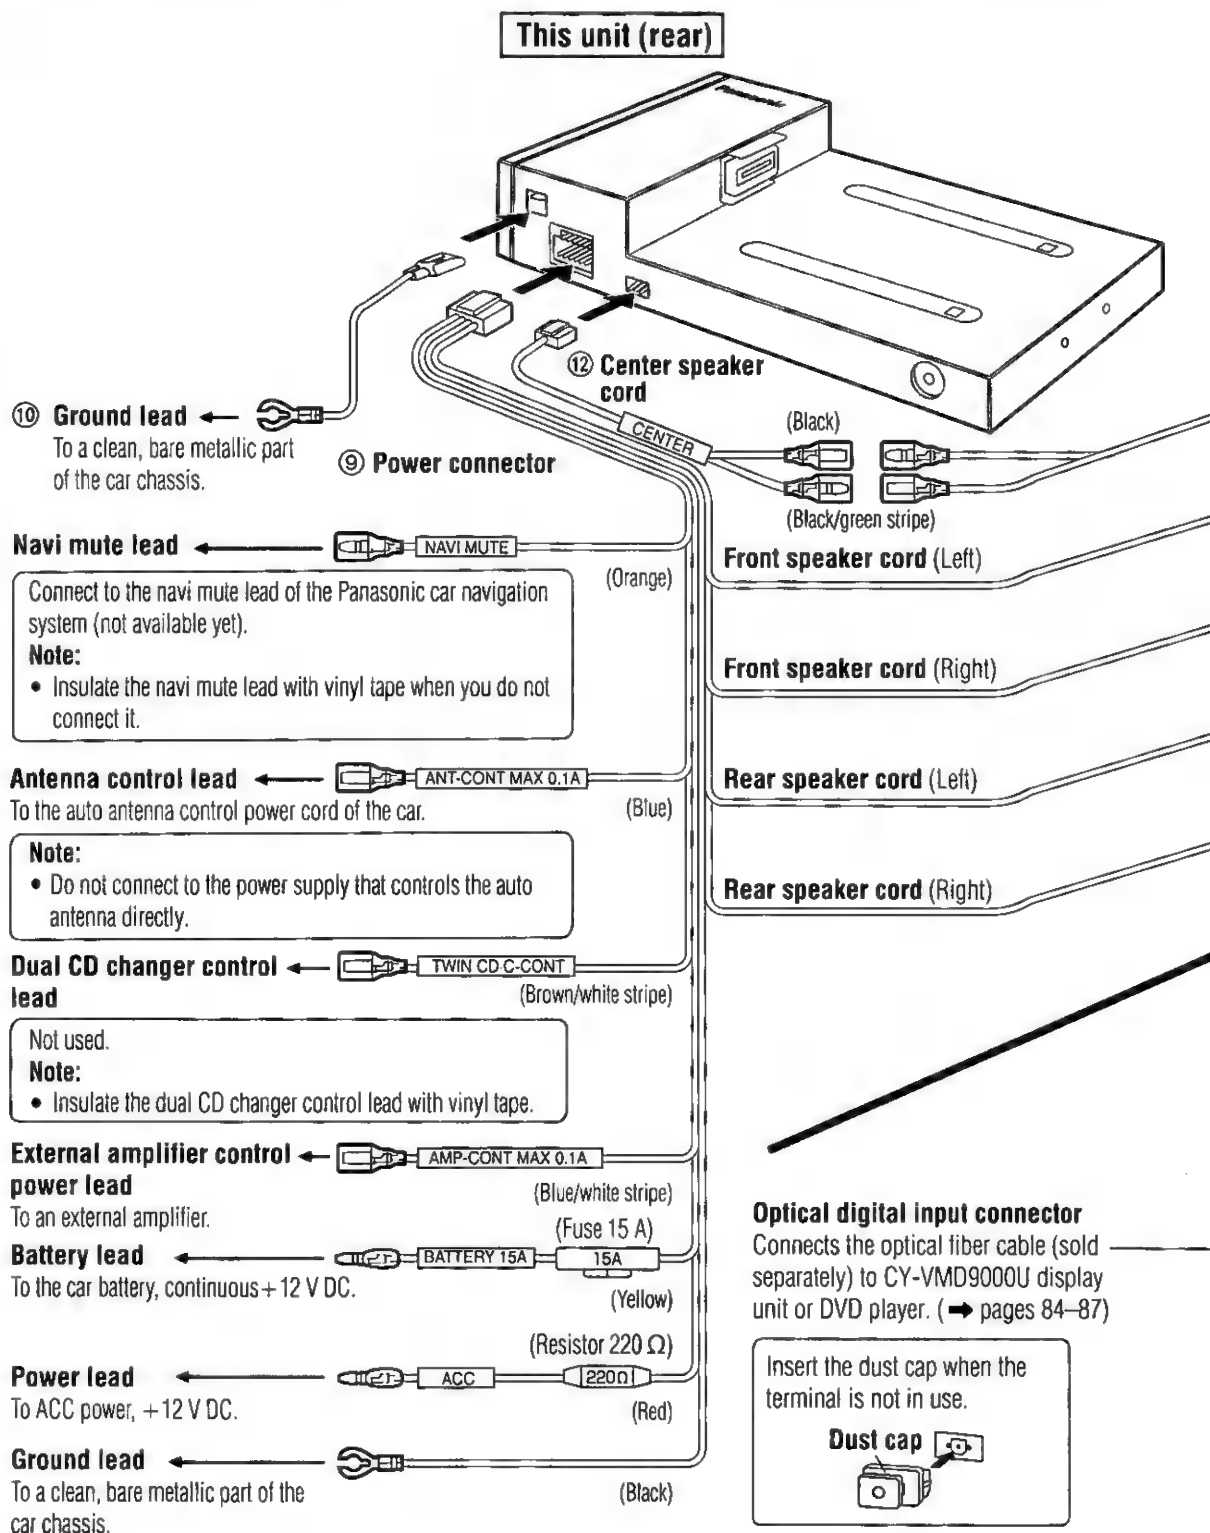 This unit (rear)
Panasonic
⑫ Center speaker
cord
⑩ Ground lead
To a clean, bare metallic part
of the car chassis.
⑨ Power connector
CENTER
(Black)
(Black/green stripe)
Navi mute lead
NAVI MUTE
(Orange)
Connect to the navi mute lead of the Panasonic car navigation
system (not available yet).
Note:
• Insulate the navi mute lead with vinyl tape when you do not
connect it.
Antenna control lead
ANT-CONT MAX 0.1A
(Blue)
To the auto antenna control power cord of the car.
Note:
• Do not connect to the power supply that controls the auto
antenna directly.
Dual CD changer control
lead
TWIN CD·C-CONT
(Brown/white stripe)
Not used.
Note:
• Insulate the dual CD changer control lead with vinyl tape.
External amplifier control
power lead
AMP-CONT MAX 0.1A
(Blue/white stripe)
To an external amplifier.
(Fuse 15 A)
Battery lead
BATTERY 15A
15A
To the car battery, continuous+12 V DC.
(Yellow)
(Resistor 220 Ω)
Power lead
ACC
220Ω
To ACC power, +12 V DC.
(Red)
Ground lead
To a clean, bare metallic part of the
car chassis.
(Black)
Front speaker cord (Left)
Front speaker cord (Right)
Rear speaker cord (Left)
Rear speaker cord (Right)
Optical digital input connector
Connects the optical fiber cable (sold
separately) to CY-VMD9000U display
unit or DVD player. (➡ pages 84–87)
Insert the dust cap when the
terminal is not in use.
Dust cap